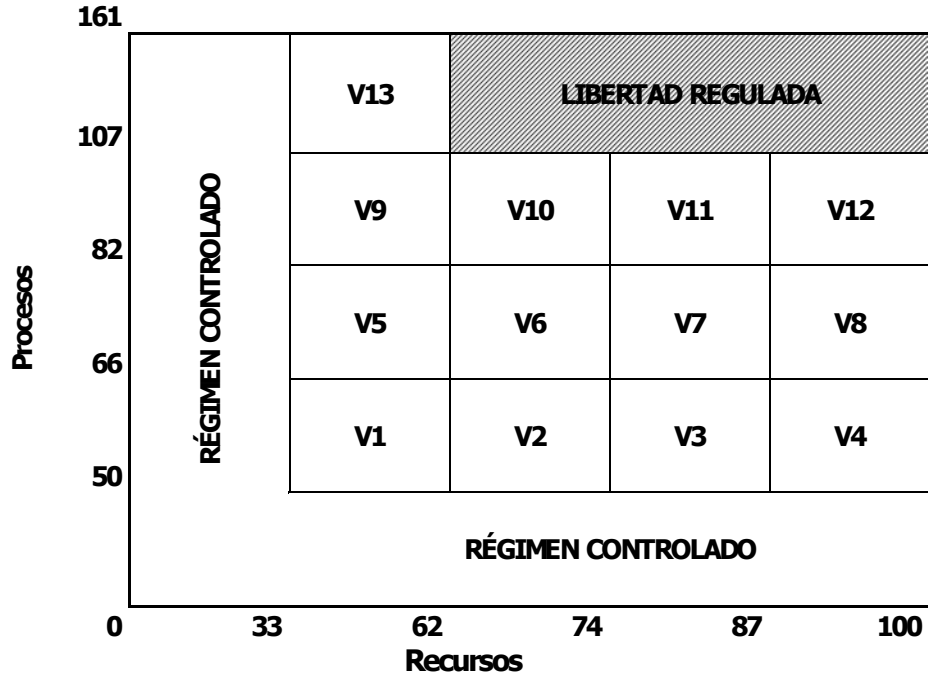 161
V13
LIBERTAD REGULADA
107
V9
V10
V11
V12
82
RÉGIMEN CONTROLADO
Procesos
V5
V6
V7
V8
66
V1
V2
V3
V4
50
RÉGIMEN CONTROLADO
0
33
62
74
87
100
Recursos